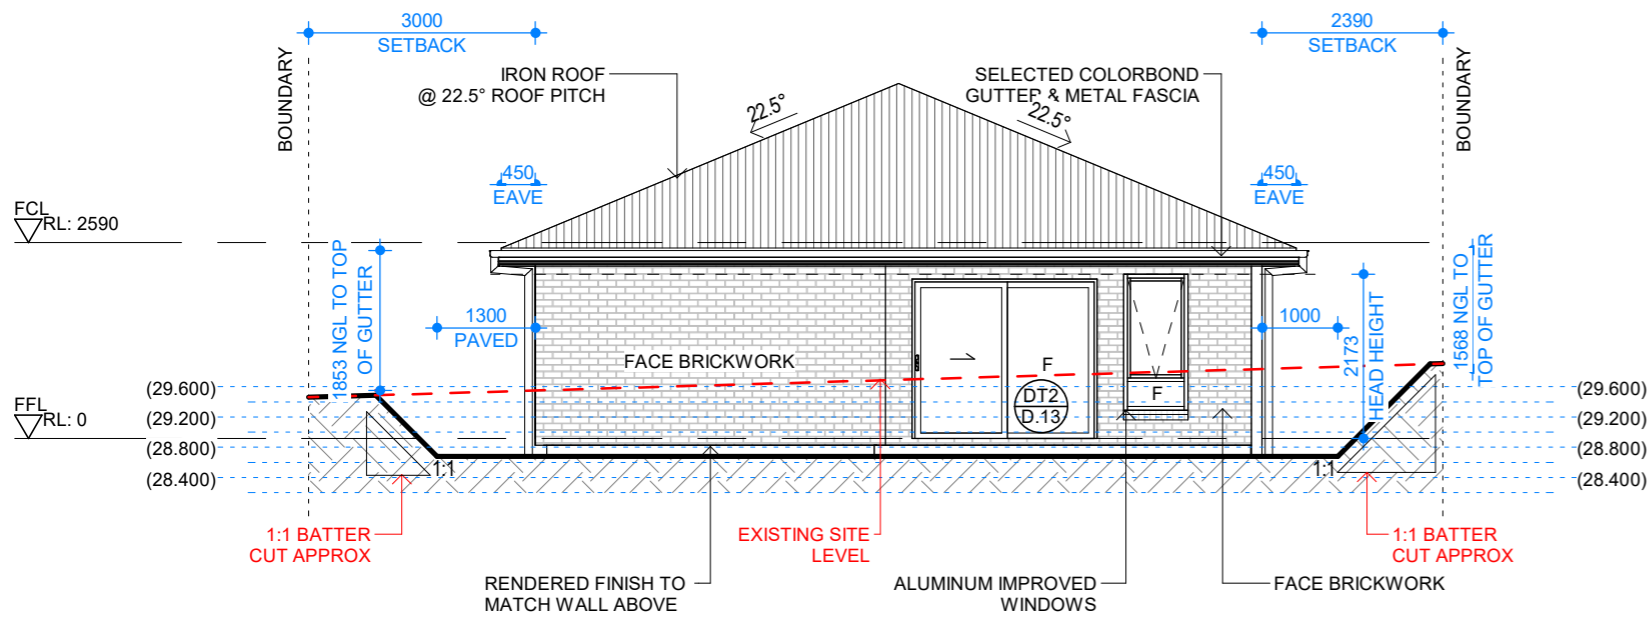 3000
SETBACK
2390
SETBACK
BOUNDARY
BOUNDARY
IRON ROOF
@ 22.5° ROOF PITCH
SELECTED COLORBOND
GUTTER & METAL FASCIA
22.5°
22.5°
450
EAVE
450
EAVE
FCL
RL: 2590
1853 NGL TO TOP
OF GUTTER
1568 NGL TO
TOP OF GUTTER
1300
PAVED
1000
2173
HEAD HEIGHT
FACE BRICKWORK
F
F
DT2
D.13
FFL
RL: 0
(29.600)
(29.200)
(28.800)
(28.400)
(29.600)
(29.200)
(28.800)
(28.400)
1:1
1:1
1:1 BATTER
CUT APPROX
EXISTING SITE
LEVEL
1:1 BATTER
CUT APPROX
RENDERED FINISH TO
MATCH WALL ABOVE
ALUMINUM IMPROVED
WINDOWS
FACE BRICKWORK